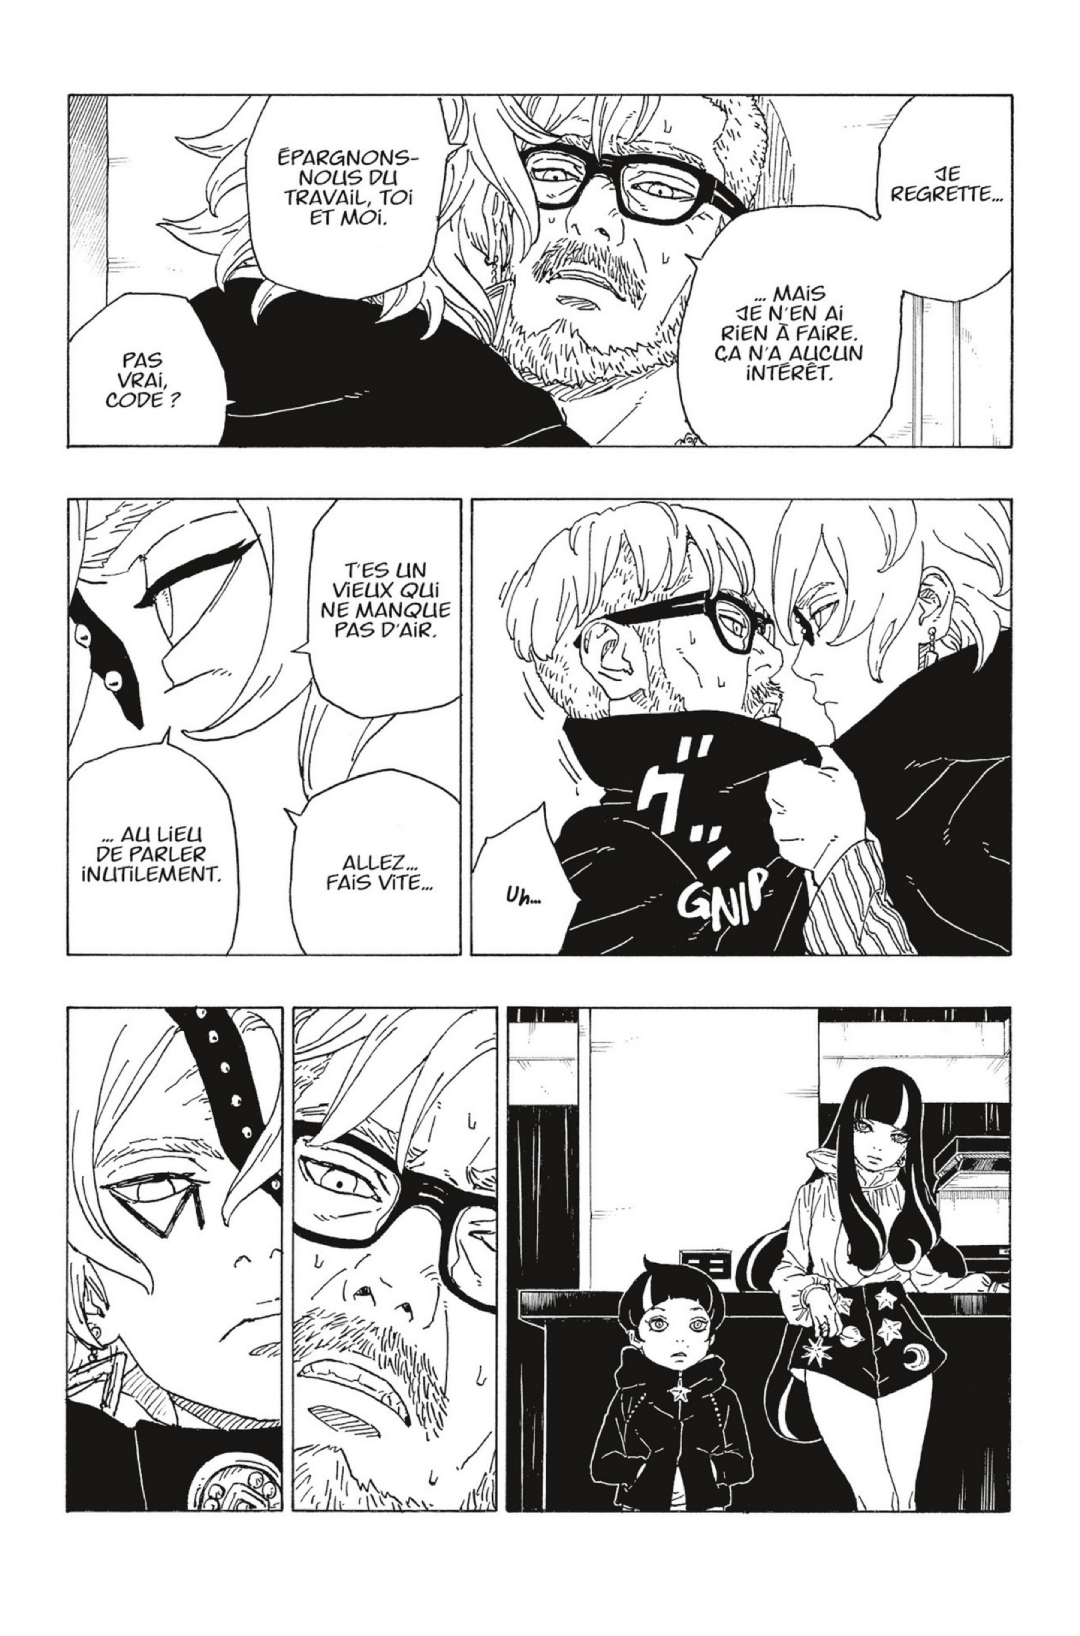 JE
REGRETTE...
... MAIS
JE N'EN AI
RIEN À FAIRE.
ÇA N'A AUCUN
INTÉRÊT.
ÉPARGNONS-
NOUS DU
TRAVAIL, TOI
ET MOI.
PAS
VRAI,
CODE ?
グッ
GNIP
Uh...
T'ES UN
VIEUX QUI
NE MANQUE
PAS D'AIR.
ALLEZ...
FAIS VITE...
... AU LIEU
DE PARLER
INUTILEMENT.